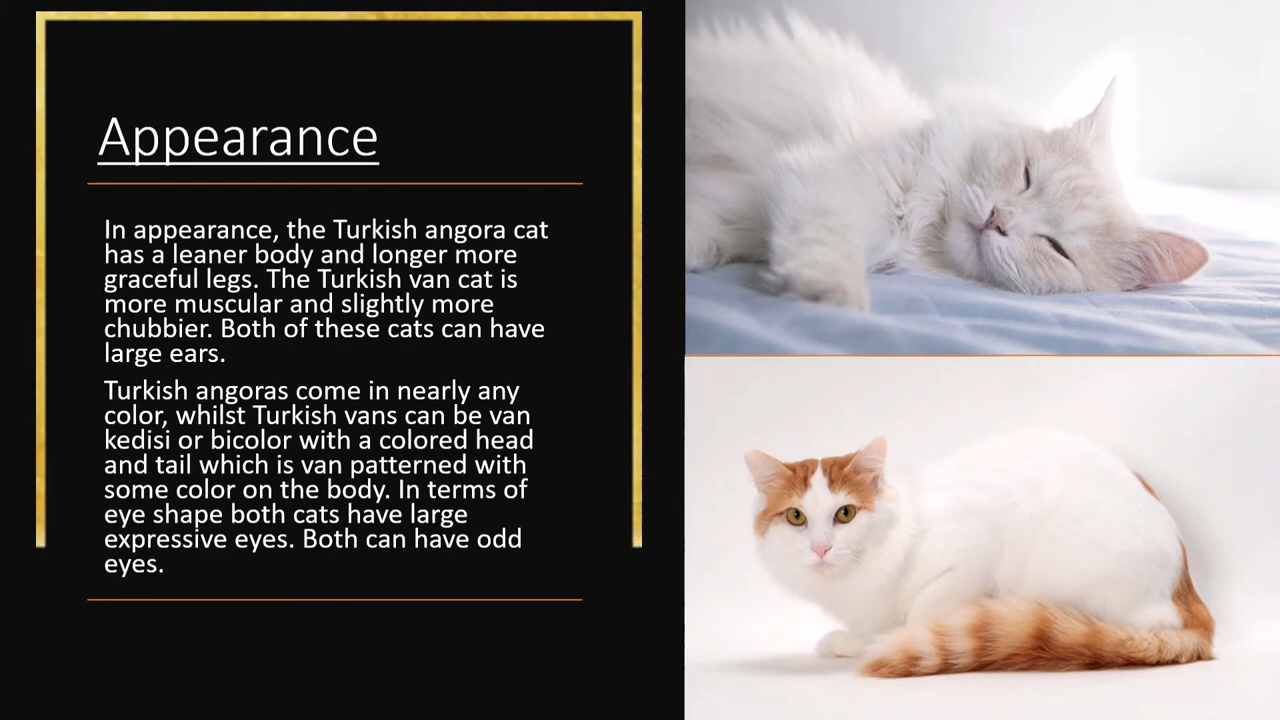 Appearance
In appearance, the Turkish angora cat
has a leaner body and longer more
graceful legs. The Turkish van cat is
more muscular and slightly more
chubbier. Both of these cats can have
large ears.
Turkish angoras come in nearly any
color, whilst Turkish vans can be van
kedisi or bicolor with a colored head
and tail which is van patterned with
some color on the body. In terms of
eye shape both cats have large
expressive eyes. Both can have odd
eyes.